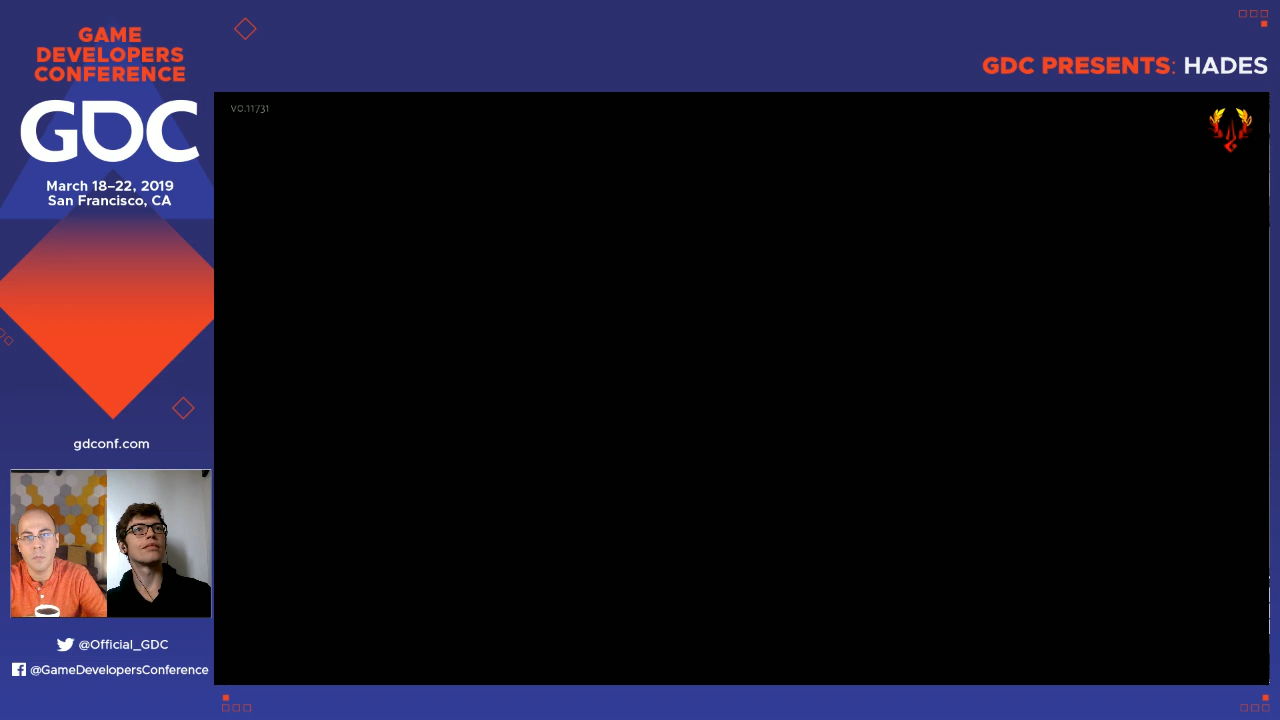 GAME
DEVELOPERS
CONFERENCE
GDC
March 18–22, 2019
San Francisco, CA
GDC PRESENTS: HADES
V0.11731
gdconf.com
@Official_GDC
@GameDevelopersConference